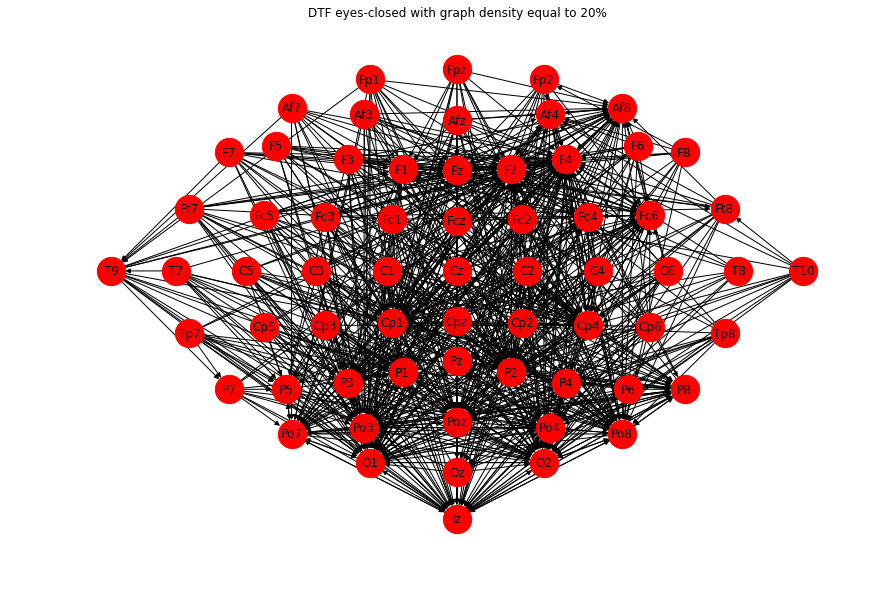 DTF eyes-closed with graph density equal to 20%
Fpz
Fp1 Fp2
Af7 Af3 Afz Af4 Af8
F7 F5 F3 F1 Fz F2 F4 F6 F8
Ft7 Fc5 Fc3 Fc1 Fcz Fc2 Fc4 Fc6 Ft8
T9 T7 C5 C3 C1 Cz C2 C4 C6 T8 T10
Tp7 Cp5 Cp3 Cp1 Cpz Cp2 Cp4 Cp6 Tp8
P7 P5 P3 P1 Pz P2 P4 P6 P8
Po7 Po3 Poz Po4 Po8
O1 Oz O2
Iz